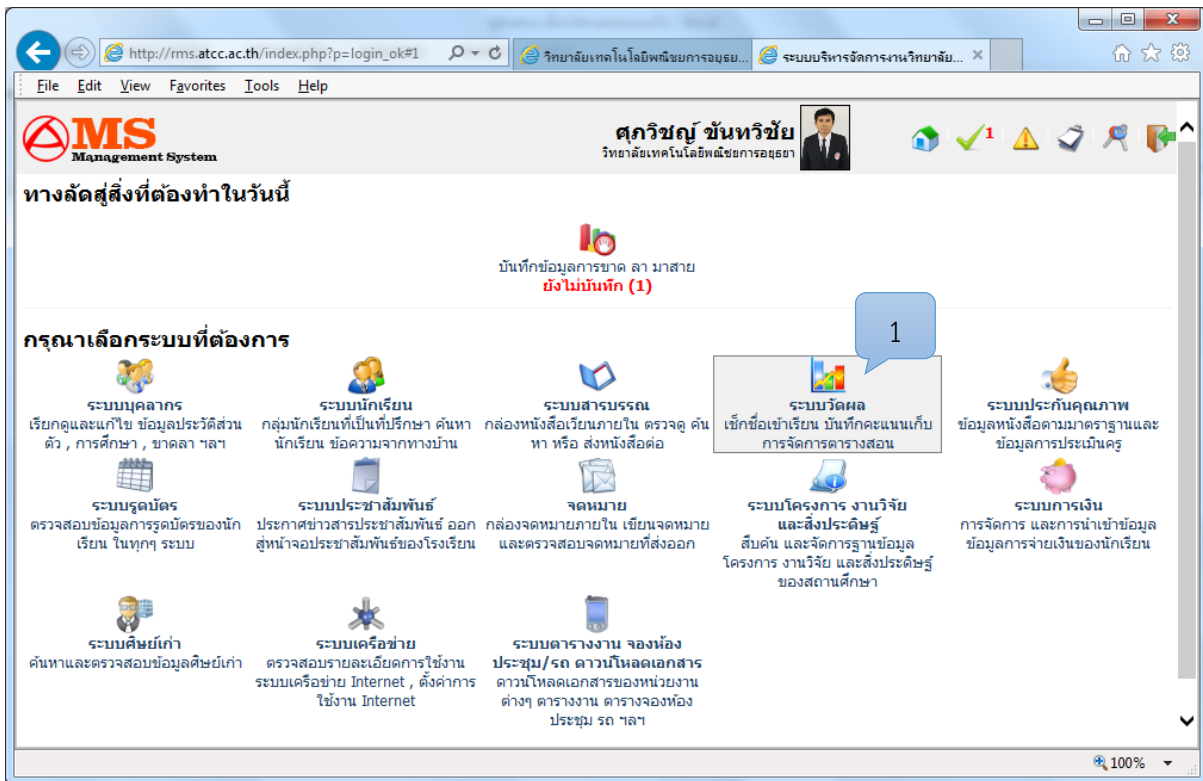 http://rms.atcc.ac.th/index.php?p=login_ok#1
วิทยาลัยเทคโนโลยีพณิชยการอยุธย...
ระบบบริหารจัดการงานวิทยาลัย...
File Edit View Favorites Tools Help
MS
Management System
ศุภวิชญ์ ขันทวิชัย
วิทยาลัยเทคโนโลยีพณิชยการอยุธยา
1
ทางลัดสู่สิ่งที่ต้องทำในวันนี้
บันทึกข้อมูลการขาด ลา มาสาย
ยังไม่บันทึก (1)
กรุณาเลือกระบบที่ต้องการ
1
ระบบบุคลากร
เรียกดูและแก้ไข ข้อมูลประวัติส่วน
ตัว , การศึกษา , ขาดลา ฯลฯ
ระบบนักเรียน
กลุ่มนักเรียนที่เป็นที่ปรึกษา ค้นหา
นักเรียน ข้อความจากทางบ้าน
ระบบสารบรรณ
กล่องหนังสือเวียนภายใน ตรวจดู ค้น
หา หรือ ส่งหนังสือต่อ
ระบบวัดผล
เช็กชื่อเข้าเรียน บันทึกคะแนนเก็บ
การจัดการตารางสอน
ระบบประกันคุณภาพ
ข้อมูลหนังสือตามมาตราฐานและ
ข้อมูลการประเมินครู
ระบบรูดบัตร
ตรวจสอบข้อมูลการรูดบัตรของนัก
เรียน ในทุกๆ ระบบ
ระบบประชาสัมพันธ์
ประกาศข่าวสารประชาสัมพันธ์ ออก
สู่หน้าจอประชาสัมพันธ์ของโรงเรียน
จดหมาย
กล่องจดหมายภายใน เขียนจดหมาย
และตรวจสอบจดหมายที่ส่งออก
ระบบโครงการ งานวิจัย
และสิ่งประดิษฐ์
สืบค้น และจัดการฐานข้อมูล
โครงการ งานวิจัย และสิ่งประดิษฐ์
ของสถานศึกษา
ระบบการเงิน
การจัดการ และการนำเข้าข้อมูล
ข้อมูลการจ่ายเงินของนักเรียน
ระบบศิษย์เก่า
ค้นหาและตรวจสอบข้อมูลศิษย์เก่า
ระบบเครือข่าย
ตรวจสอบรายละเอียดการใช้งาน
ระบบเครือข่าย Internet , ตั้งค่าการ
ใช้งาน Internet
ระบบตารางงาน จองห้อง
ประชุม/รถ ดาวน์โหลดเอกสาร
ดาวน์โหลดเอกสารของหน่วยงาน
ต่างๆ ตารางงาน ตารางจองห้อง
ประชุม รถ ฯลฯ
100%